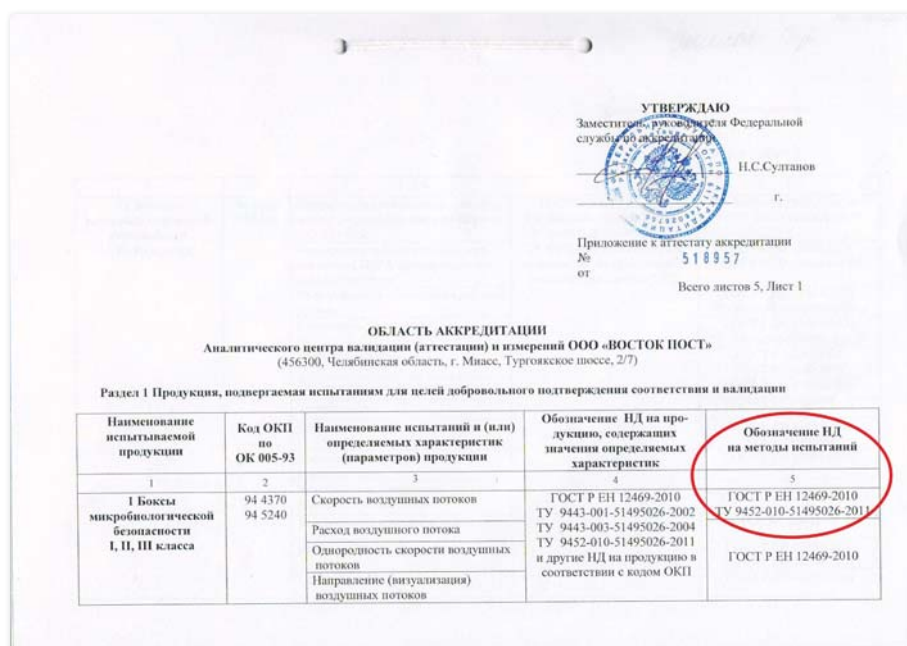 УТВЕРЖДАЮ
Заместитель руководителя Федеральной
службы по аккредитации
Н.С.Султанов
г.
Приложение к аттестату аккредитации
№ 518957
от
Всего листов 5, Лист 1
ОБЛАСТЬ АККРЕДИТАЦИИ
Аналитического центра валидации (аттестации) и измерений ООО «ВОСТОК ПОСТ»
(456300, Челябинская область, г. Миасс, Тургоякское шоссе, 2/7)
Раздел 1 Продукция, подвергаемая испытаниям для целей добровольного подтверждения соответствия и валидации
Наименование
испытываемой
продукции
Код ОКП
по
ОК 005-93
Наименование испытаний и (или)
определяемых характеристик
(параметров) продукции
Обозначение НД на про-
дукцию, содержащих
значения определяемых
характеристик
Обозначение НД
на методы испытаний
1
2
3
4
5
1 Боксы
микробиологической
безопасности
I, II, III класса
94 4370
94 5240
Скорость воздушных потоков
Расход воздушного потока
Однородность скорости воздушных
потоков
Направление (визуализация)
воздушных потоков
ГОСТ Р ЕН 12469-2010
ТУ 9443-001-51495026-2002
ТУ 9443-003-51495026-2004
ТУ 9452-010-51495026-2011
и другие НД на продукцию в
соответствии с кодом ОКП
ГОСТ Р ЕН 12469-2010
ТУ 9452-010-51495026-2011
ГОСТ Р ЕН 12469-2010